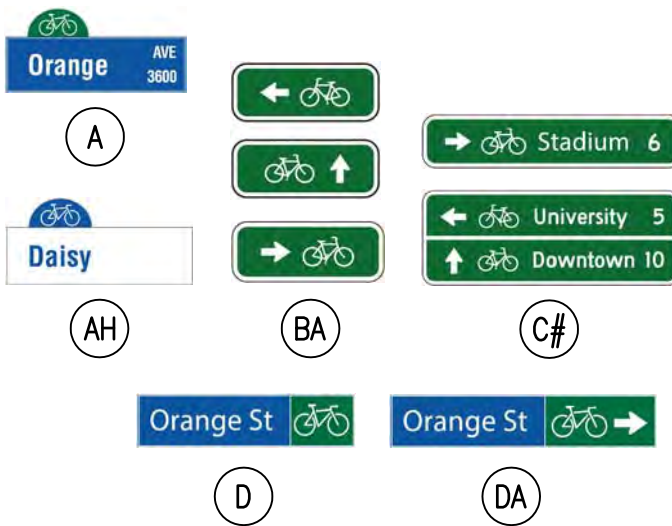 Orange AVE
3600
A
Daisy
AH
BA
Stadium 6
University 5
Downtown 10
C#
Orange St
D
Orange St
DA